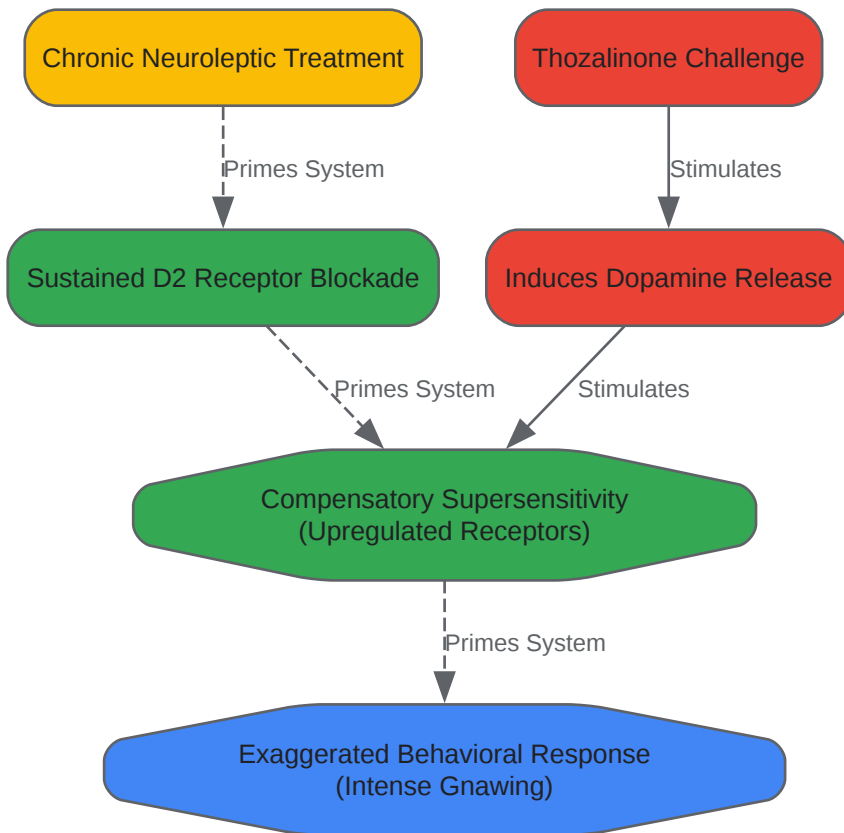 Chronic Neuroleptic Treatment
Thozalinone Challenge
Primes System
Stimulates
Sustained D2 Receptor Blockade
Induces Dopamine Release
Primes System
Stimulates
Compensatory Supersensitivity
(Upregulated Receptors)
Primes System
Exaggerated Behavioral Response
(Intense Gnawing)